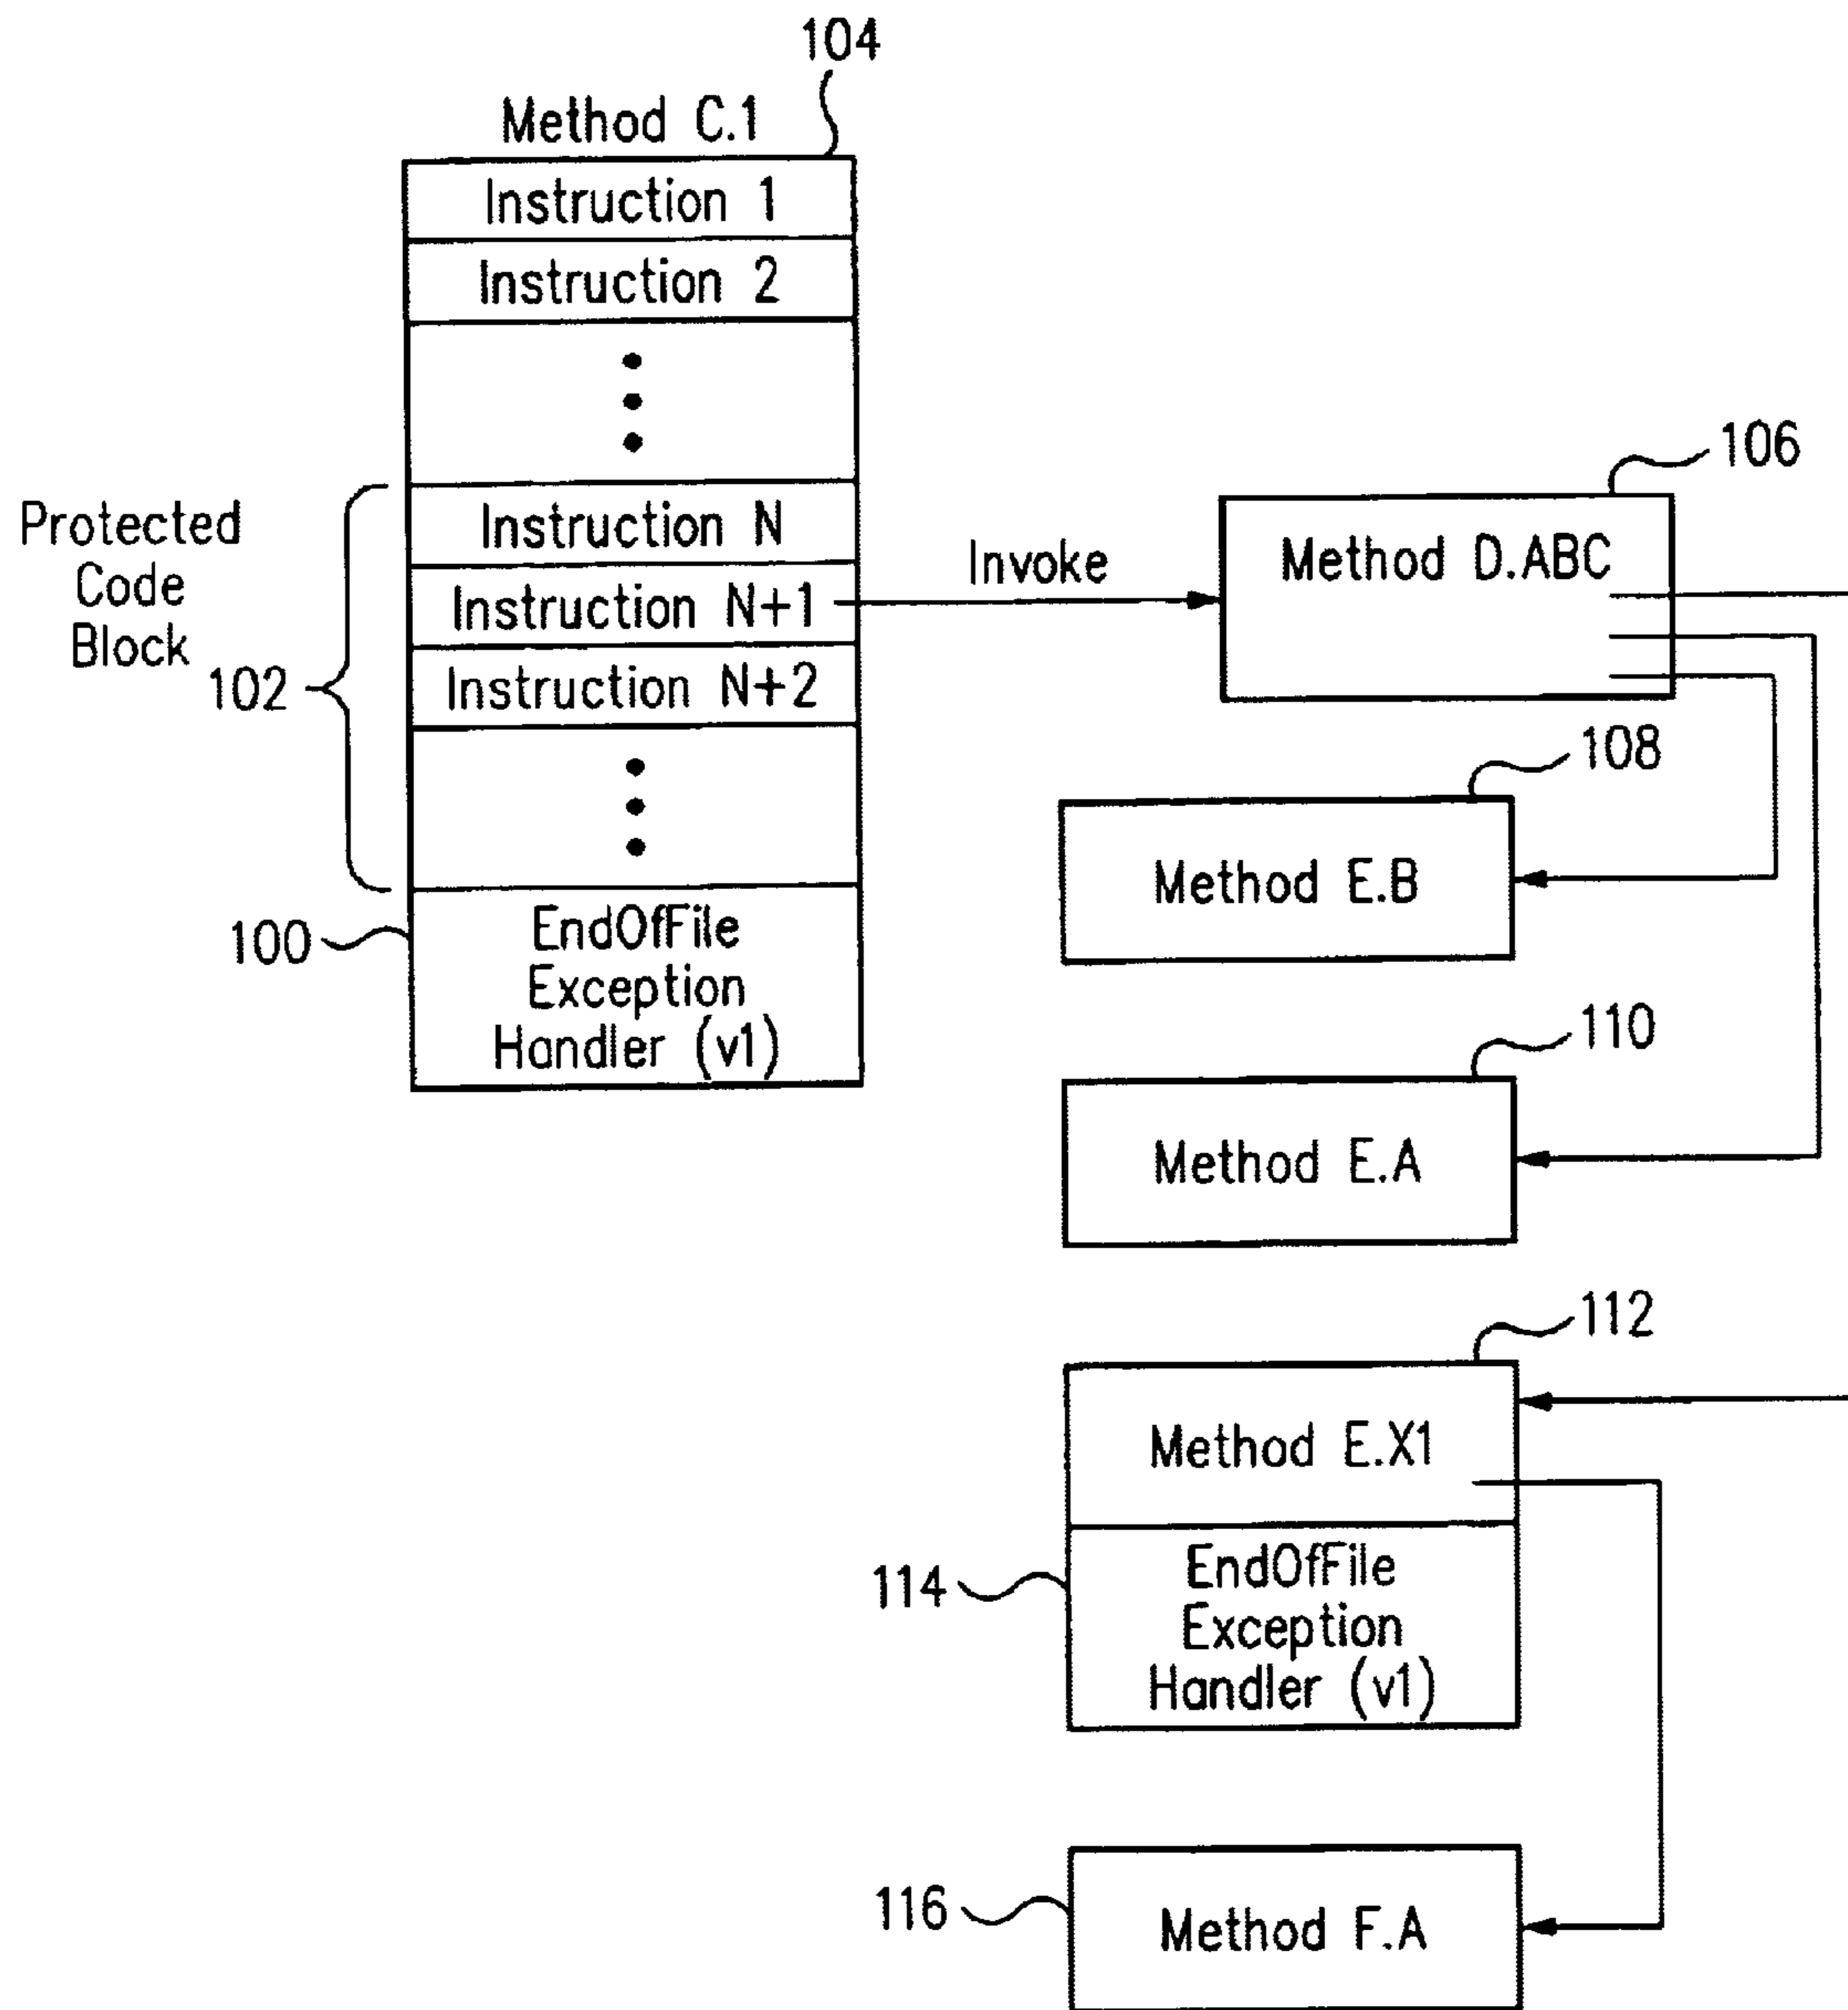 104
Method C.1
Instruction 1
Instruction 2
Protected
Code
Block
102
Instruction N
Instruction N+1
Instruction N+2
Invoke
100
EndOfFile
Exception
Handler (v1)
106
Method D.ABC
108
Method E.B
110
Method E.A
112
Method E.X1
114
EndOfFile
Exception
Handler (v1)
116
Method F.A